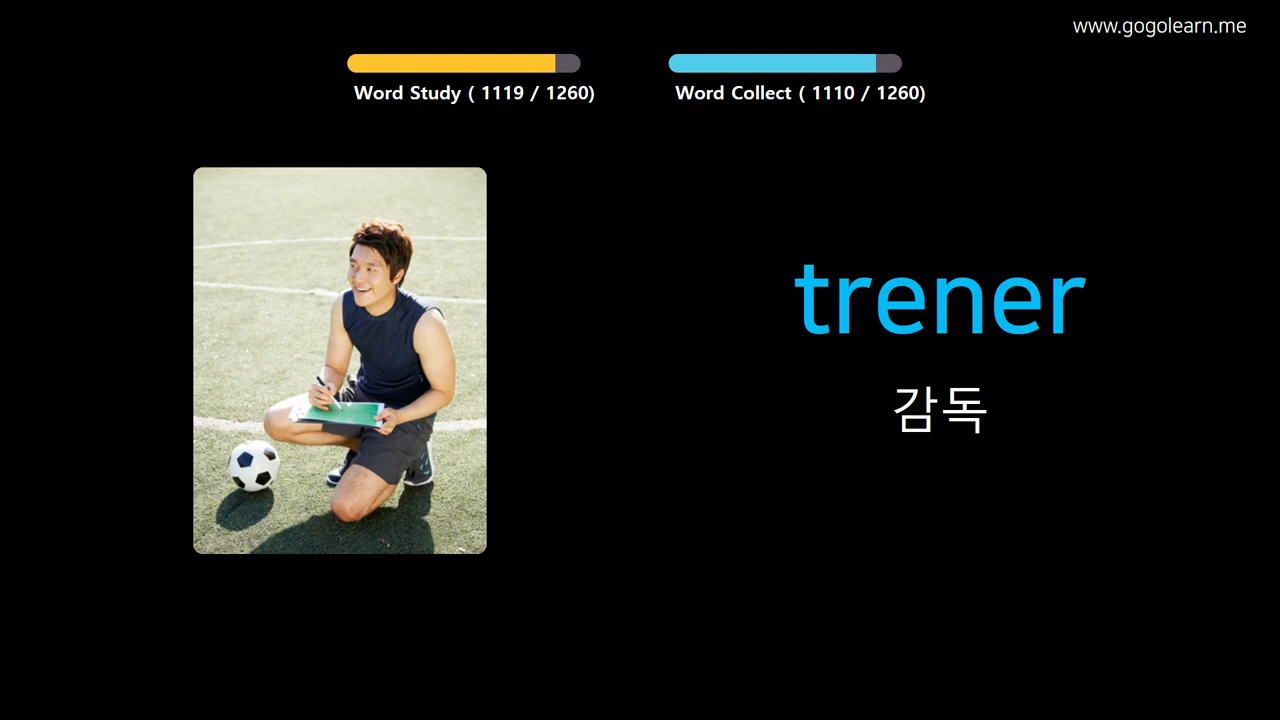 www.gogolearn.me
Word Study ( 1119 / 1260)
Word Collect ( 1110 / 1260)
trener
감독